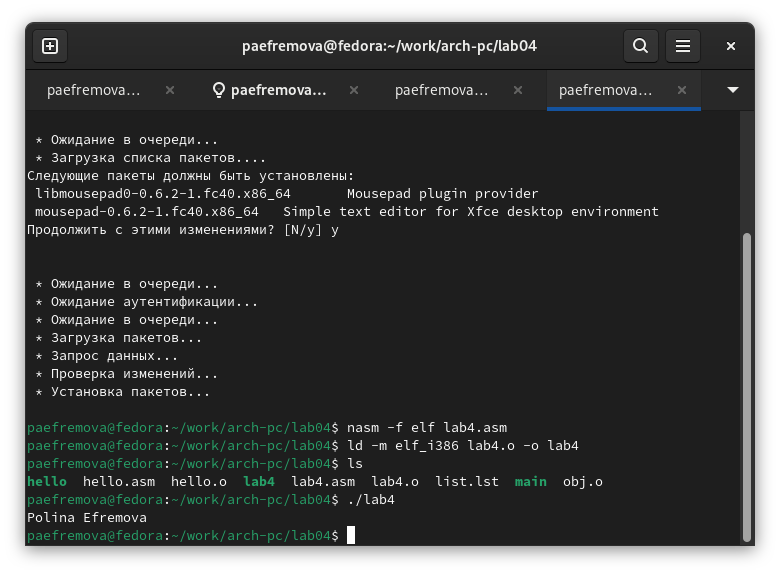 paefremova@fedora:~/work/arch-pc/lab04
paefremova... paefremova... paefremova... paefremova...
* Ожидание в очереди...
* Загрузка списка пакетов....
Следующие пакеты должны быть установлены:
libmousepad0-0.6.2-1.fc40.x86_64 Mousepad plugin provider
mousepad-0.6.2-1.fc40.x86_64 Simple text editor for Xfce desktop environment
Продолжить с этими изменениями? [N/y] y
* Ожидание в очереди...
* Ожидание аутентификации...
* Ожидание в очереди...
* Загрузка пакетов...
* Запрос данных...
* Проверка изменений...
* Установка пакетов...
paefremova@fedora:~/work/arch-pc/lab04$ nasm -f elf lab4.asm
paefremova@fedora:~/work/arch-pc/lab04$ ld -m elf_i386 lab4.o -o lab4
paefremova@fedora:~/work/arch-pc/lab04$ ls
hello hello.asm hello.o lab4 lab4.asm lab4.o list.lst main obj.o
paefremova@fedora:~/work/arch-pc/lab04$ ./lab4
Polina Efremova
paefremova@fedora:~/work/arch-pc/lab04$